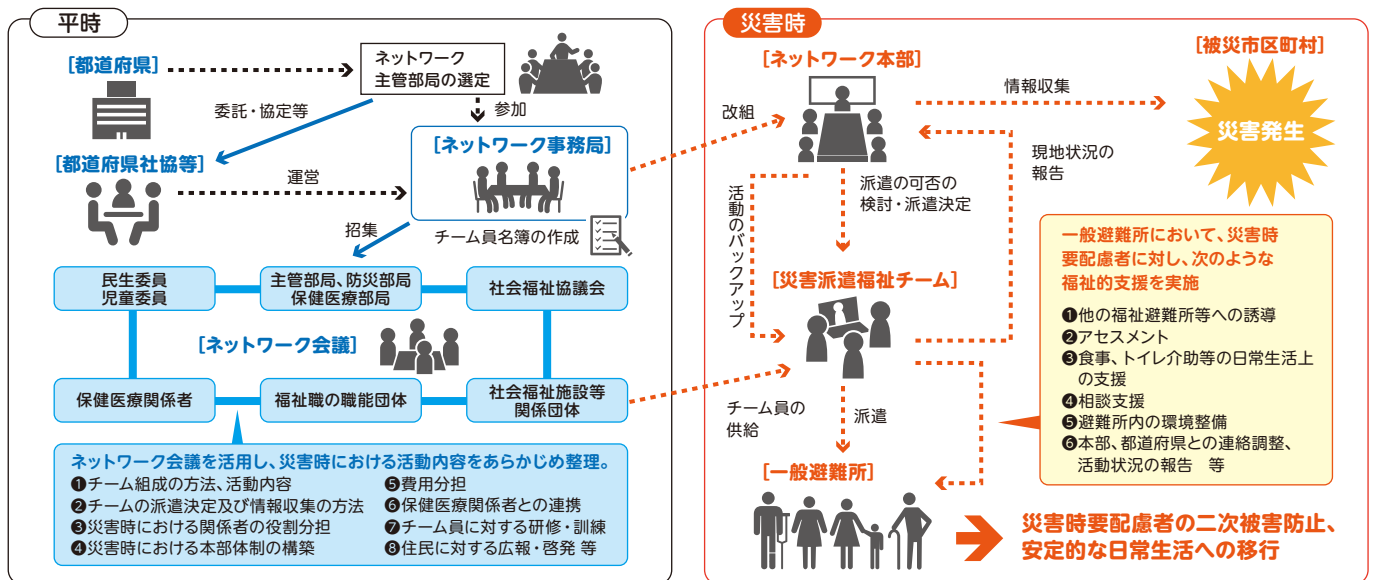 平時
[都道府県]
ネットワーク
主管部局の選定
委託・協定等
参加
[都道府県社協等]
[ネットワーク事務局]
運営
招集
チーム員名簿の作成
民生委員
児童委員
主管部局、防災部局
保健医療部局
社会福祉協議会
[ネットワーク会議]
保健医療関係者
福祉職の職能団体
社会福祉施設等
関係団体
ネットワーク会議を活用し、災害時における活動内容をあらかじめ整理。
❶チーム組成の方法、活動内容
❷チームの派遣決定及び情報収集の方法
❸災害時における関係者の役割分担
❹災害時における本部体制の構築
❺費用分担
❻保健医療関係者との連携
❼チーム員に対する研修・訓練
❽住民に対する広報・啓発 等
災害時
[ネットワーク本部]
[被災市区町村]
情報収集
改組
災害発生
現地状況の
報告
派遣の可否の
検討・派遣決定
活動のバックアップ
[災害派遣福祉チーム]
チーム員の
供給
派遣
[一般避難所]
一般避難所において、災害時
要配慮者に対し、次のような
福祉的支援を実施
❶他の福祉避難所等への誘導
❷アセスメント
❸食事、トイレ介助等の日常生活上
の支援
❹相談支援
❺避難所内の環境整備
❻本部、都道府県との連絡調整、
活動状況の報告 等
災害時要配慮者の二次被害防止、
安定的な日常生活への移行